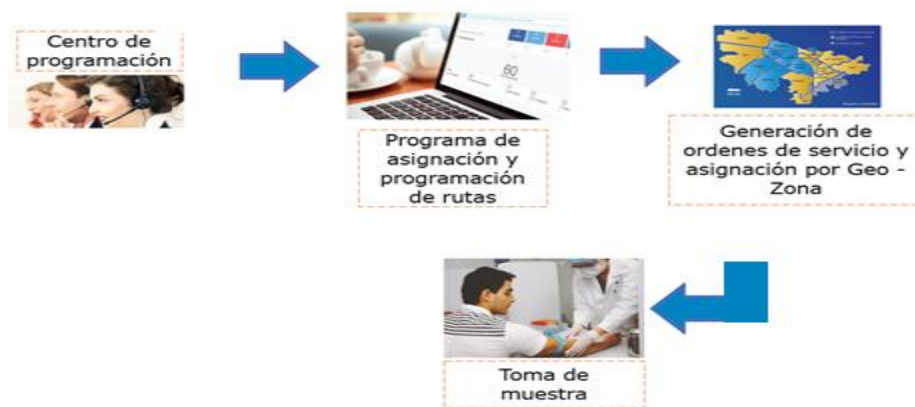 Centro de
programación
60
Programa de
asignación y
programación
de rutas
Generación de
ordenes de servicio y
asignación por Geo -
Zona
Toma de
muestra